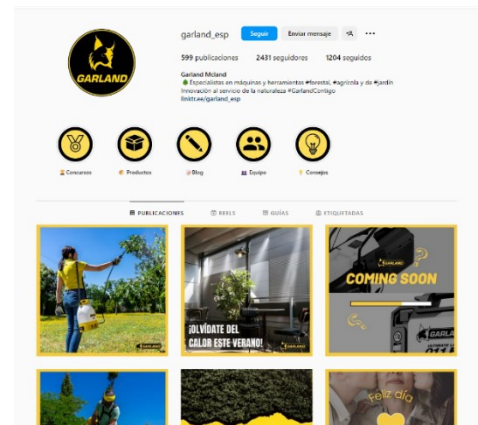 garland_esp
Seguir
Enviar mensaje
599 publicaciones
2431 seguidores
1204 seguidos
GARLAND
Garland Mcland
Especialistas en máquinas y herramientas #forestal, #agrícola y de #jardín
Innovación al servicio de la naturaleza #GarlandContigo
linktr.ee/garland_esp
Concursos
Productos
Blog
Equipo
Consejos
PUBLICACIONES
REELS
GUÍAS
ETIQUETADAS
GARLAND
¡OLVÍDATE DEL
CALOR ESTE VERANO!
GARLAND
GARLAND
COMING SOON
Feliz día